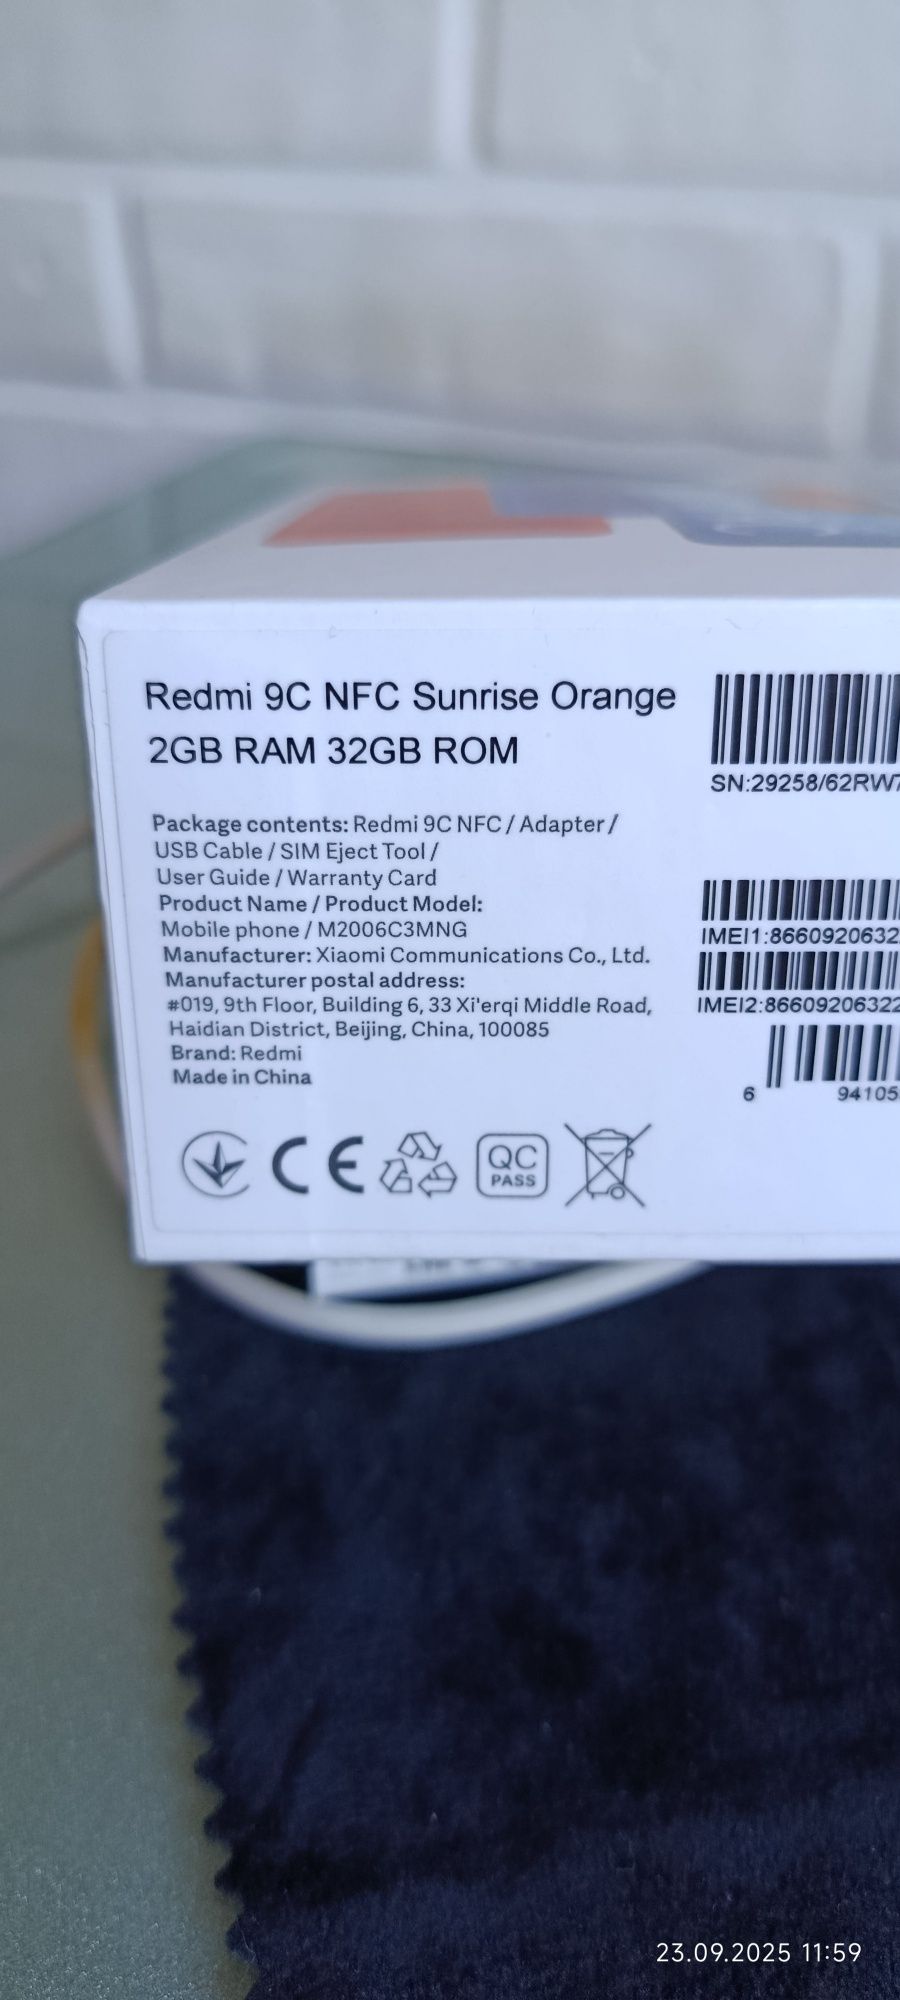 Redmi 9C NFC Sunrise Orange
2GB RAM 32GB ROM
Package contents: Redmi 9C NFC / Adapter /
USB Cable / SIM Eject Tool /
User Guide / Warranty Card
Product Name / Product Model:
Mobile phone / M2006C3MNG
Manufacturer: Xiaomi Communications Co., Ltd.
Manufacturer postal address:
#019, 9th Floor, Building 6, 33 Xi'erqi Middle Road,
Haidian District, Beijing, China, 100085
Brand: Redmi
Made in China
CE
QC
PASS
SN:29258/62RW7
IMEI1:8660920632
IMEI2:86609206322
6 94105
23.09.2025 11:59